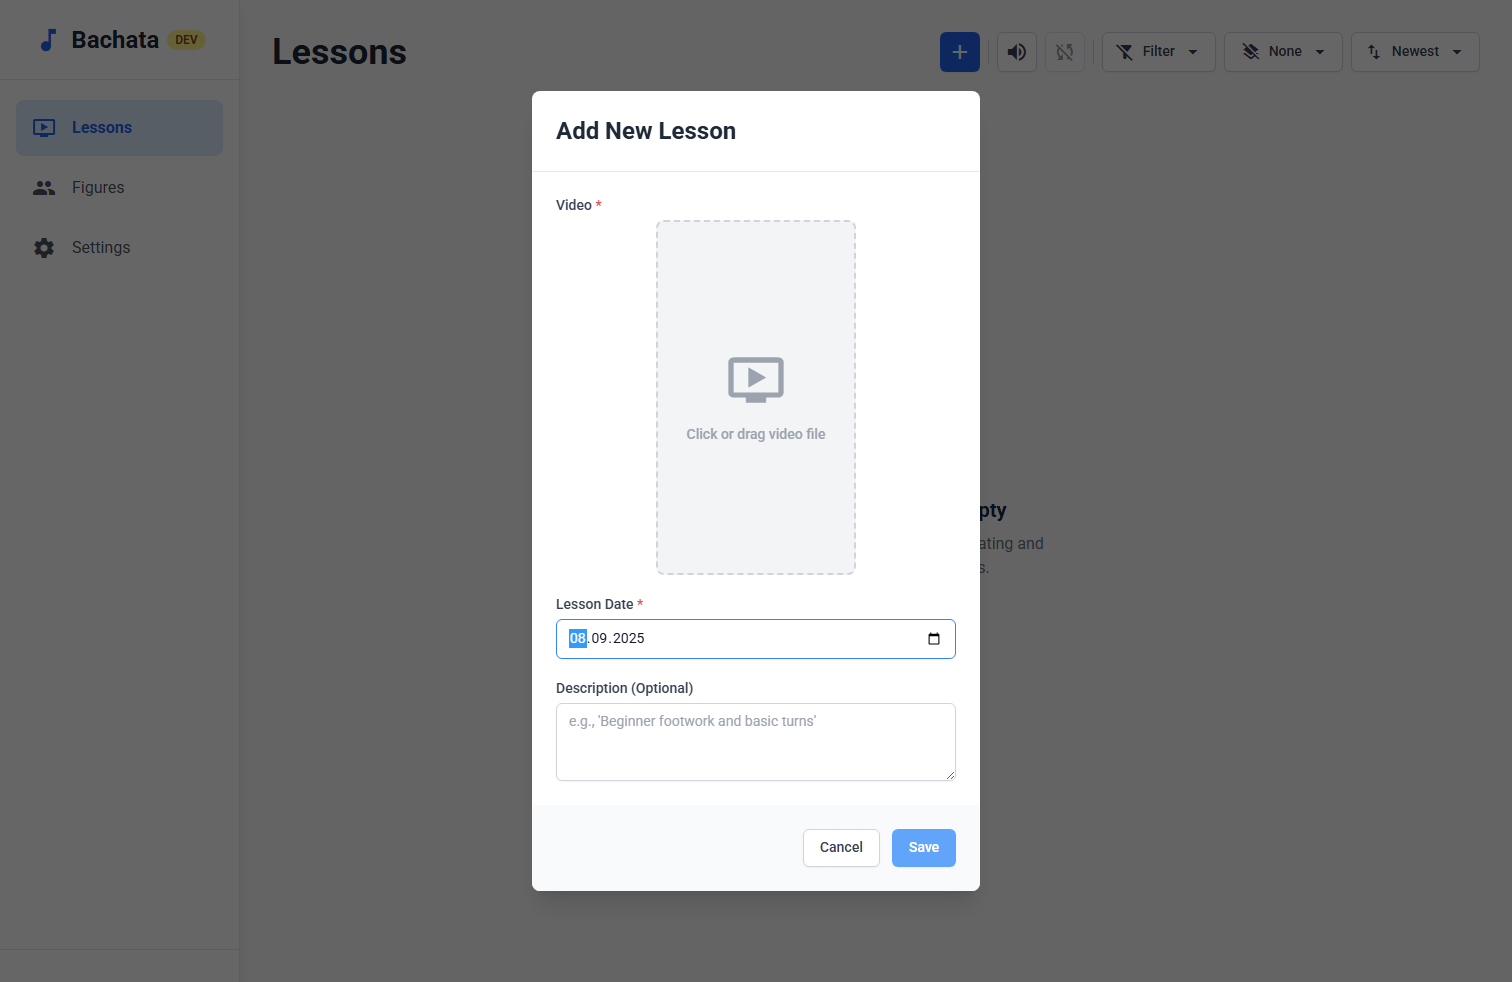 Bachata DEV
Lessons
Figures
Settings
Lessons
Filter
None
Newest
Add New Lesson
Video *
Click or drag video file
Lesson Date *
08.09.2025
Description (Optional)
e.g., 'Beginner footwork and basic turns'
Cancel
Save
pty
ating and
s.